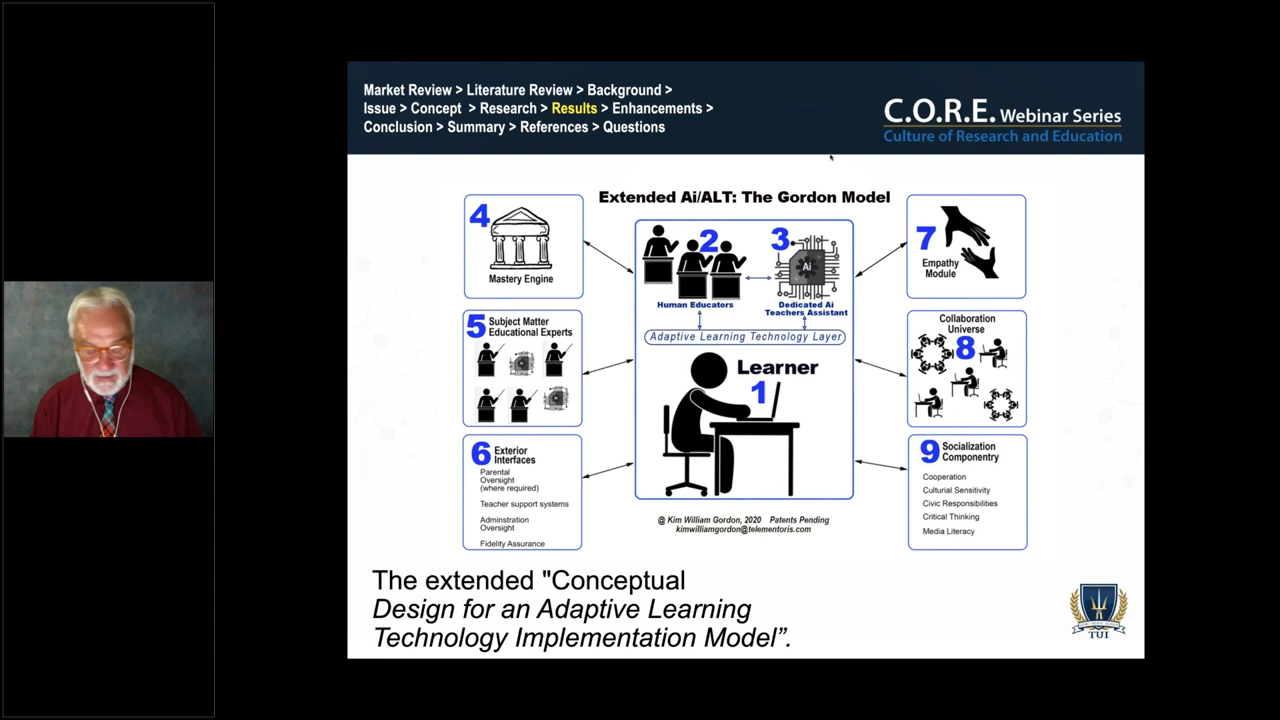 Market Review > Literature Review > Background >
Issue > Concept > Research > Results > Enhancements >
Conclusion > Summary > References > Questions
C.O.R.E. Webinar Series
Culture of Research and Education
Extended Ai/ALT: The Gordon Model
4
Mastery Engine
5 Subject Matter
Educational Experts
6 Exterior
Interfaces
Parental
Oversight
(where required)
Teacher support systems
Adminstration
Oversight
Fidelity Assurance
2
Human Educators
3
Ai
Dedicated Ai
Teachers Assistant
Adaptive Learning Technology Layer
Learner
1
@ Kim William Gordon, 2020 Patents Pending
kimwilliamgordon@telementoris.com
7
Empathy
Module
Collaboration
Universe
8
9 Socialization
Componentry
Cooperation
Culturial Sensitivity
Civic Responsibilities
Critical Thinking
Media Literacy
The extended "Conceptual
Design for an Adaptive Learning
Technology Implementation Model”.
TUI